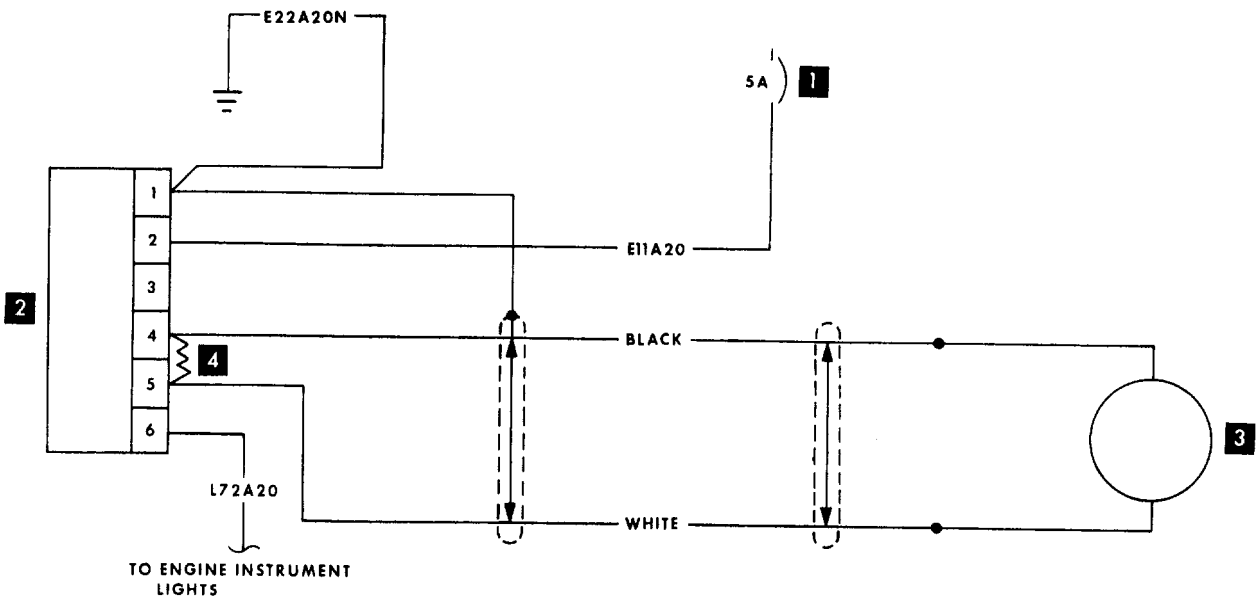 E22A20N
5A
1
1
2
E11A20
3
2
4
BLACK
4
5
3
6
L72A20
WHITE
TO ENGINE INSTRUMENT
LIGHTS